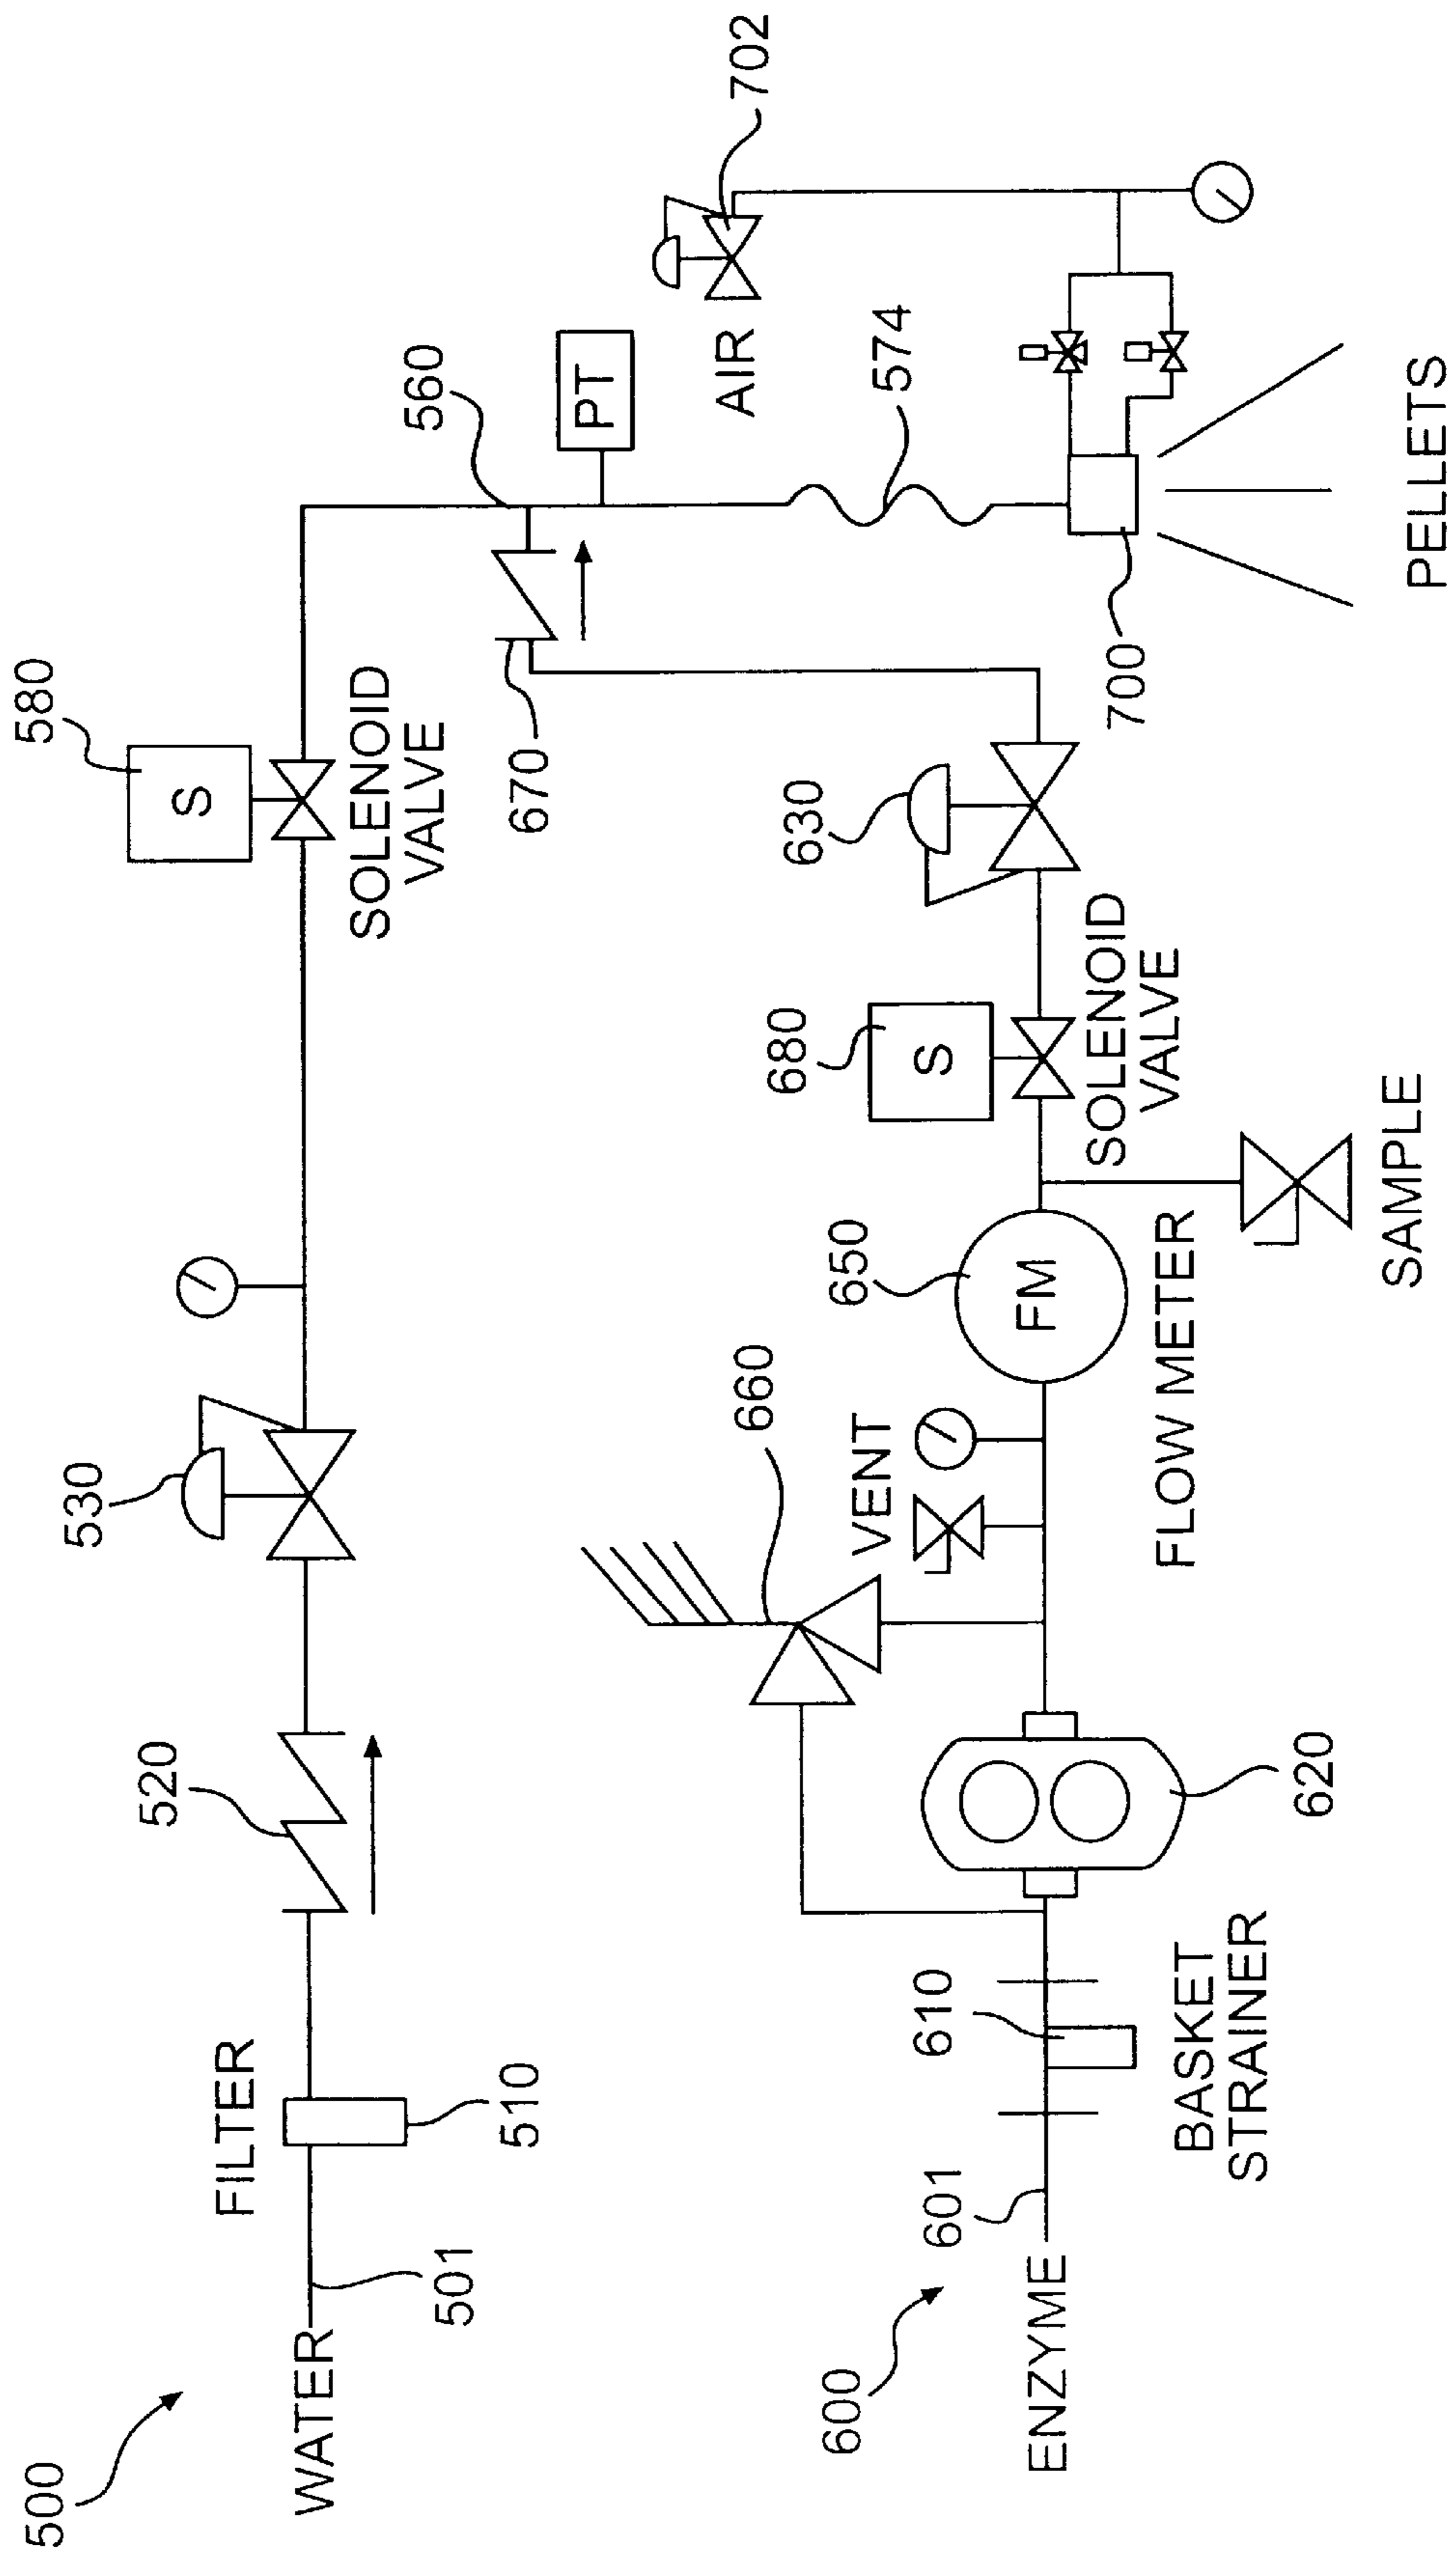 500
WATER
501
FILTER
510
520
530
S
580
SOLENOID
VALVE
560
PT
670
AIR
702
574
600
ENZYME
601
610
BASKET
STRAINER
620
660
VENT
650
FM
FLOW METER
SAMPLE
680
S
SOLENOID
VALVE
630
700
PELLETS